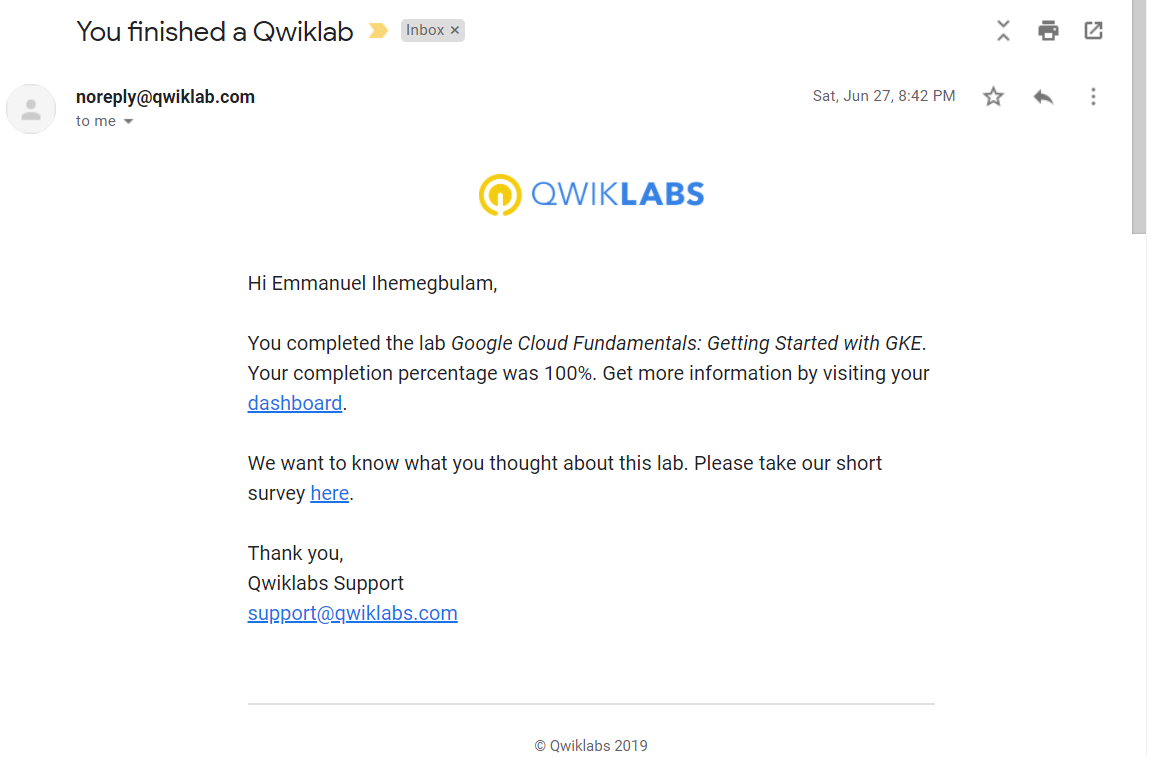 You finished a Qwiklab Inbox ×
noreply@qwiklab.com Sat, Jun 27, 8:42 PM
to me
QWIKLABS
Hi Emmanuel Ihemegbulam,
You completed the lab Google Cloud Fundamentals: Getting Started with GKE.
Your completion percentage was 100%. Get more information by visiting your
dashboard.
We want to know what you thought about this lab. Please take our short
survey here.
Thank you,
Qwiklabs Support
support@qwiklabs.com
© Qwiklabs 2019